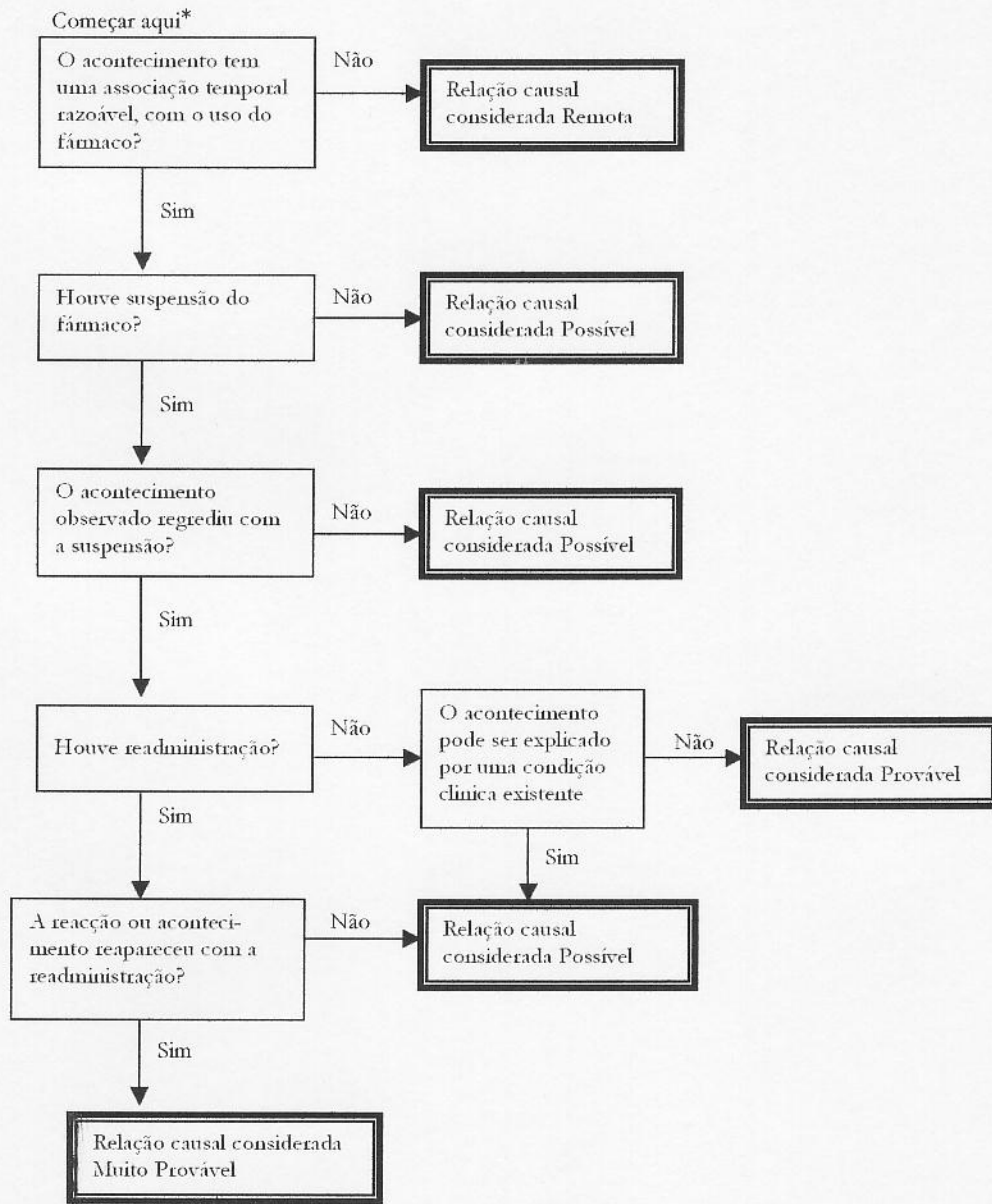 Começar aqui*
O acontecimento tem
uma associação temporal
razoável, com o uso do
fármaco?
Não
Relação causal
considerada Remota
Sim
Houve suspensão do
fármaco?
Não
Relação causal
considerada Possível
Sim
O acontecimento
observado regrediu com
a suspensão?
Não
Relação causal
considerada Possível
Sim
Houve readministração?
Não
O acontecimento
pode ser explicado
por uma condição
clinica existente
Não
Relação causal
considerada Provável
Sim
Sim
A reacção ou aconteci-
mento reapareceu com a
readministração?
Não
Relação causal
considerada Possível
Sim
Relação causal considerada
Muito Provável